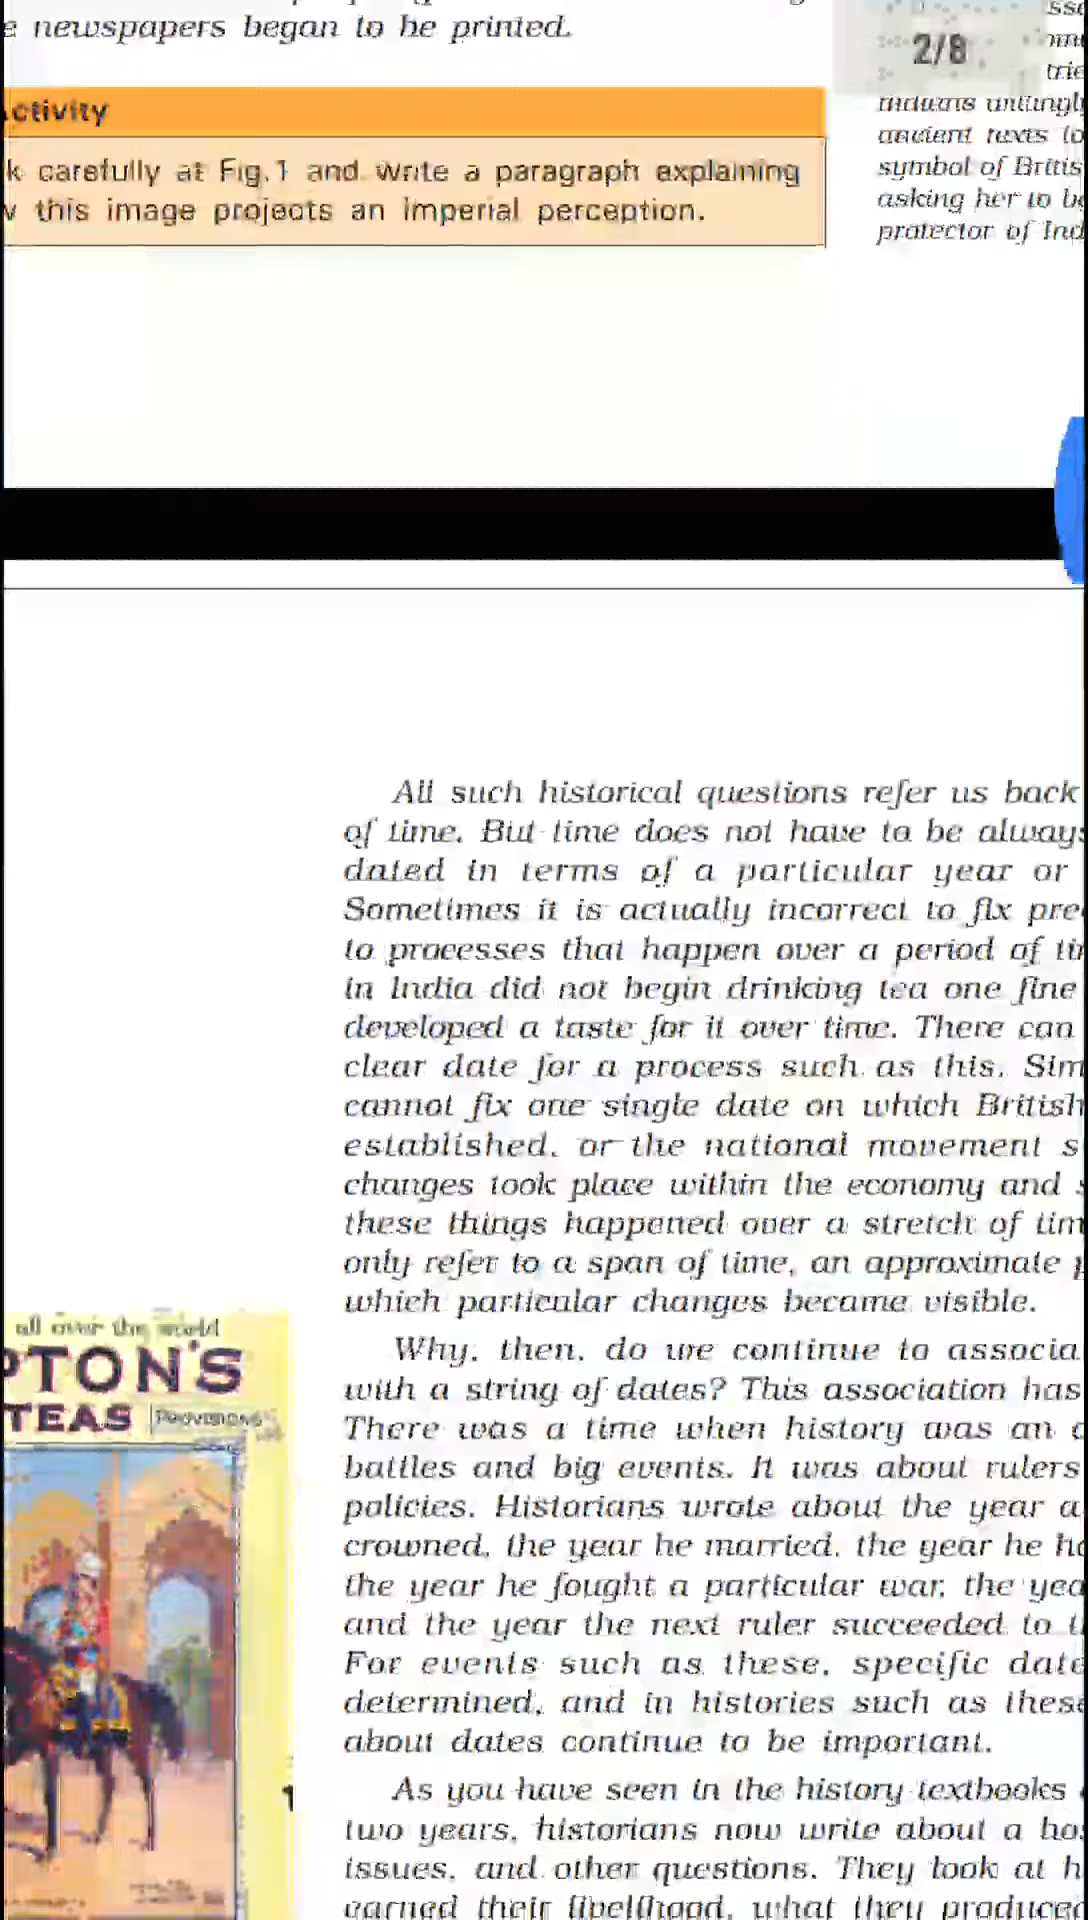 newspapers began to be printed.
ctivity
k carefully at Fig.1 and write a paragraph explaining
this image projects an imperial perception.
2/8
trie
ancient texts to
symbol of Britis
asking her to be
protector of Ind
All such historical questions refer us back
of time. But time does not have to be always
dated in terms of a particular year or
Sometimes it is actually incorrect to fix pre
to processes that happen over a period of ti
in India did not begin drinking tea one fine
developed a taste for it over time. There can
clear date for a process such as this. Sim
cannot fix one single date on which British
established, or the national movement s
changes took place within the economy and s
these things happened over a stretch of tim
only refer to a span of time, an approximate p
which particular changes became visible.
Why, then, do we continue to associa
with a string of dates? This association has
There was a time when history was an
battles and big events. It was about rulers
policies. Historians wrote about the year
crowned, the year he married, the year he h
the year he fought a particular war, the yea
and the year the next ruler succeeded to t
For events such as these, specific date
determined, and in histories such as these
about dates continue to be important.
As you have seen in the history textbooks
two years, historians now write about a ho
issues, and other questions. They look at h
earned their livelihood, what they produced
all over the world
PTON'S
TEAS
PROVISIONS